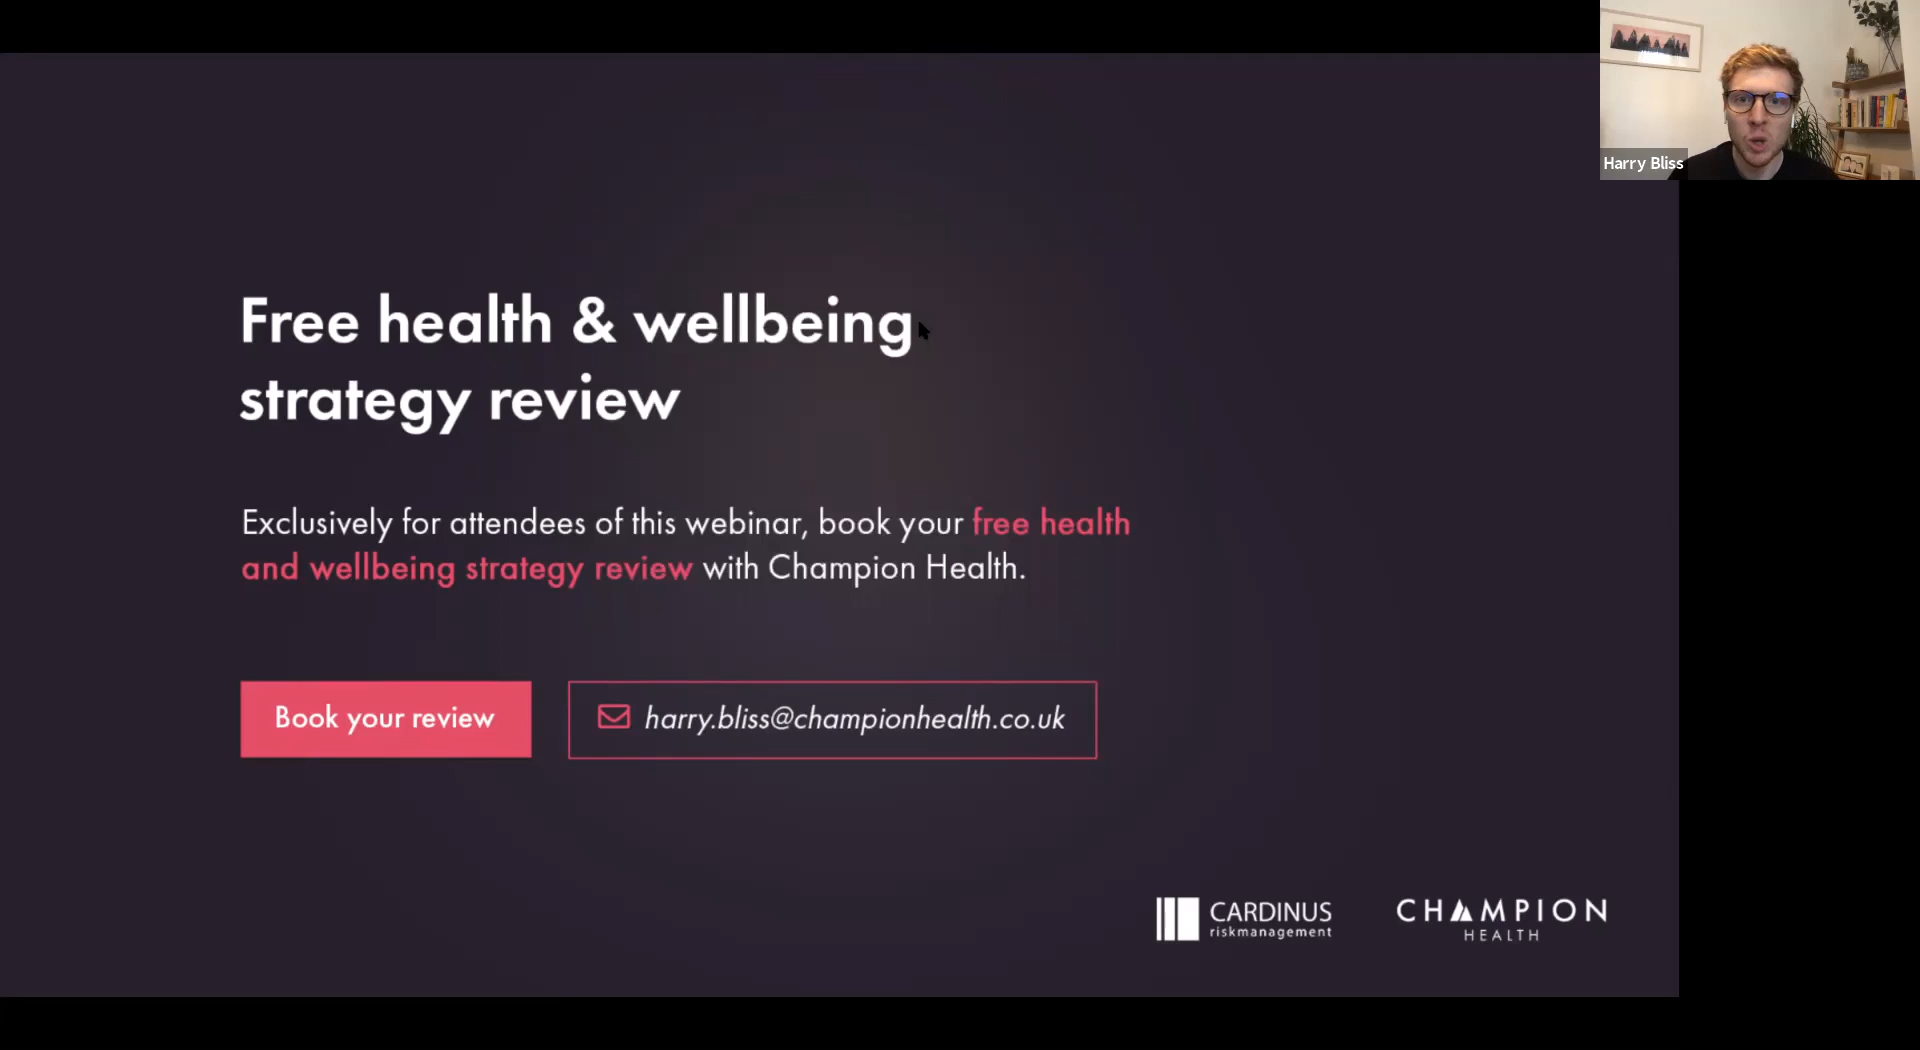 Harry Bliss
Free health & wellbeing
strategy review
Exclusively for attendees of this webinar, book your free health
and wellbeing strategy review with Champion Health.
Book your review
harry.bliss@championhealth.co.uk
CARDINUS
riskmanagement
CHAMPION
HEALTH